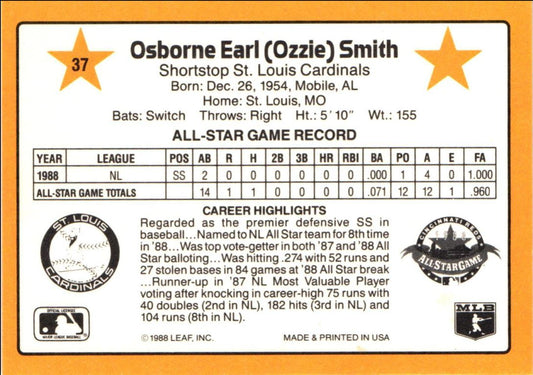 37
Osborne Earl (Ozzie) Smith
Shortstop St. Louis Cardinals
Born: Dec. 26, 1954, Mobile, AL
Home: St. Louis, MO
Bats: Switch Throws: Right Ht.: 5' 10" Wt.: 155
ALL-STAR GAME RECORD
YEAR LEAGUE POS AB R H 2B 3B HR RBI BA PO A E FA
1988 NL SS 2 0 0 0 0 0 0 .000 1 4 0 1.000
ALL-STAR GAME TOTALS 14 1 1 0 0 0 0 .071 12 12 1 .960
CAREER HIGHLIGHTS
Regarded as the premier defensive SS in
baseball...Named to NL All Star team for 8th time
in '88...Was top vote-getter in both '87 and '88 All
Star balloting...Was hitting .274 with 52 runs and
27 stolen bases in 84 games at '88 All Star break
...Runner-up in '87 NL Most Valuable Player
voting after knocking in career-high 75 runs with
40 doubles (2nd in NL), 182 hits (3rd in NL) and
104 runs (8th in NL).
ST. LOUIS
CARDINALS
CINCINNATI REDS
ALL STAR GAME
OFFICIAL LICENSEE
MAJOR LEAGUE BASEBALL
MLB
© 1988 LEAF, INC. MADE & PRINTED IN USA